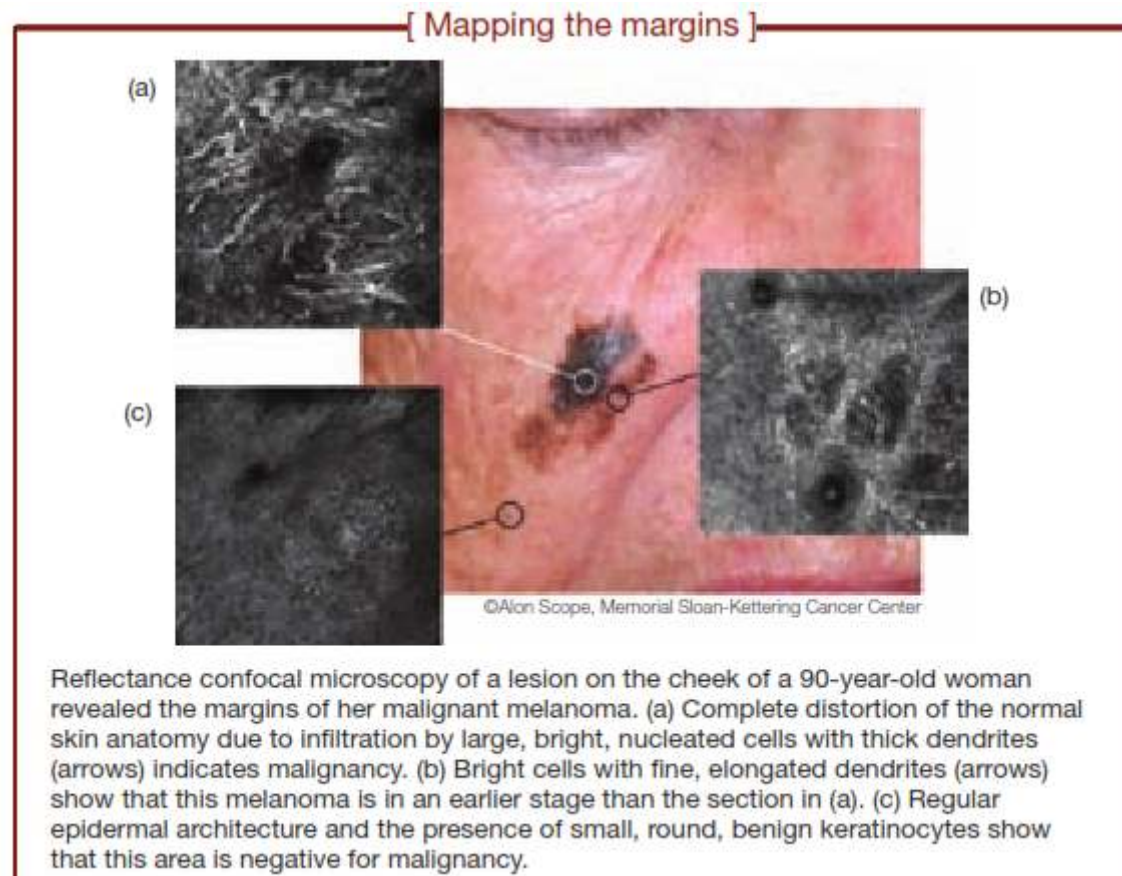 [ Mapping the margins ]
(a)
(b)
(c)
©Alon Scope, Memorial Sloan-Kettering Cancer Center
Reflectance confocal microscopy of a lesion on the cheek of a 90-year-old woman
revealed the margins of her malignant melanoma. (a) Complete distortion of the normal
skin anatomy due to infiltration by large, bright, nucleated cells with thick dendrites
(arrows) indicates malignancy. (b) Bright cells with fine, elongated dendrites (arrows)
show that this melanoma is in an earlier stage than the section in (a). (c) Regular
epidermal architecture and the presence of small, round, benign keratinocytes show
that this area is negative for malignancy.